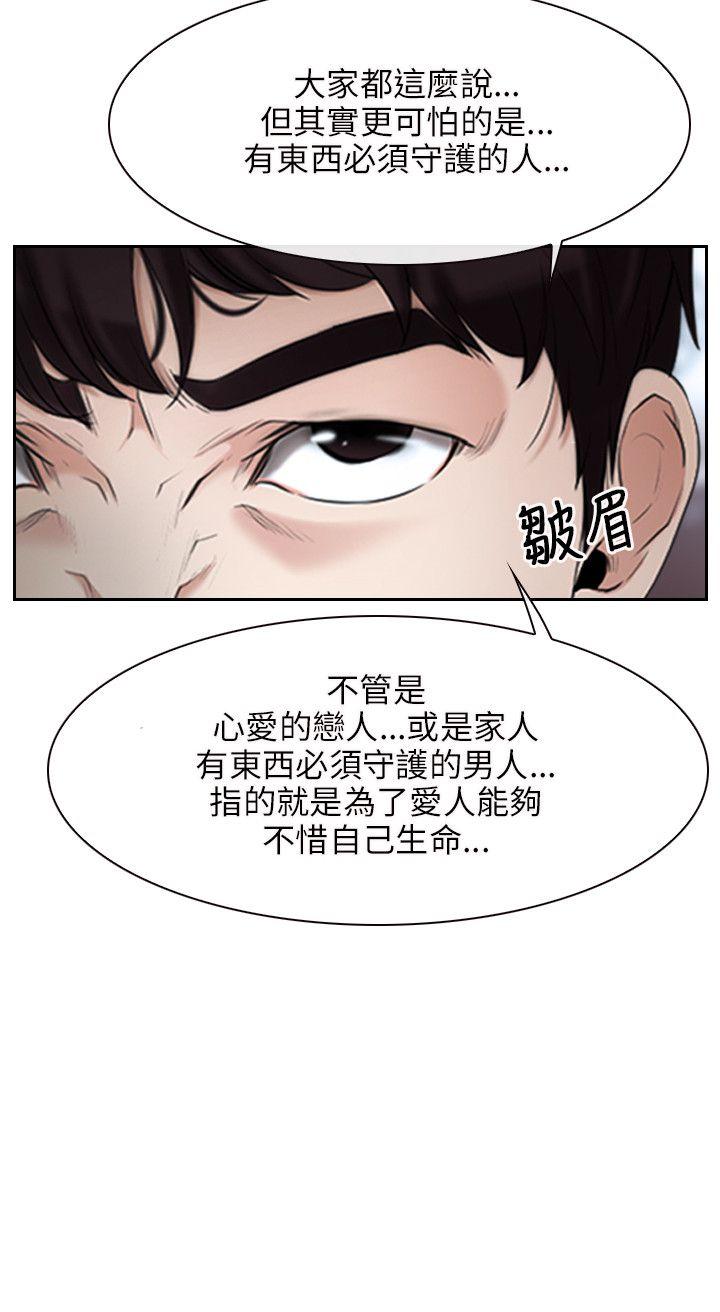 大家都這麼說...
但其實更可怕的是...
有東西必須守護的人...
皺眉
不管是
心愛的戀人...或是家人
有東西必須守護的男人...
指的就是為了愛人能夠
不惜自己生命...